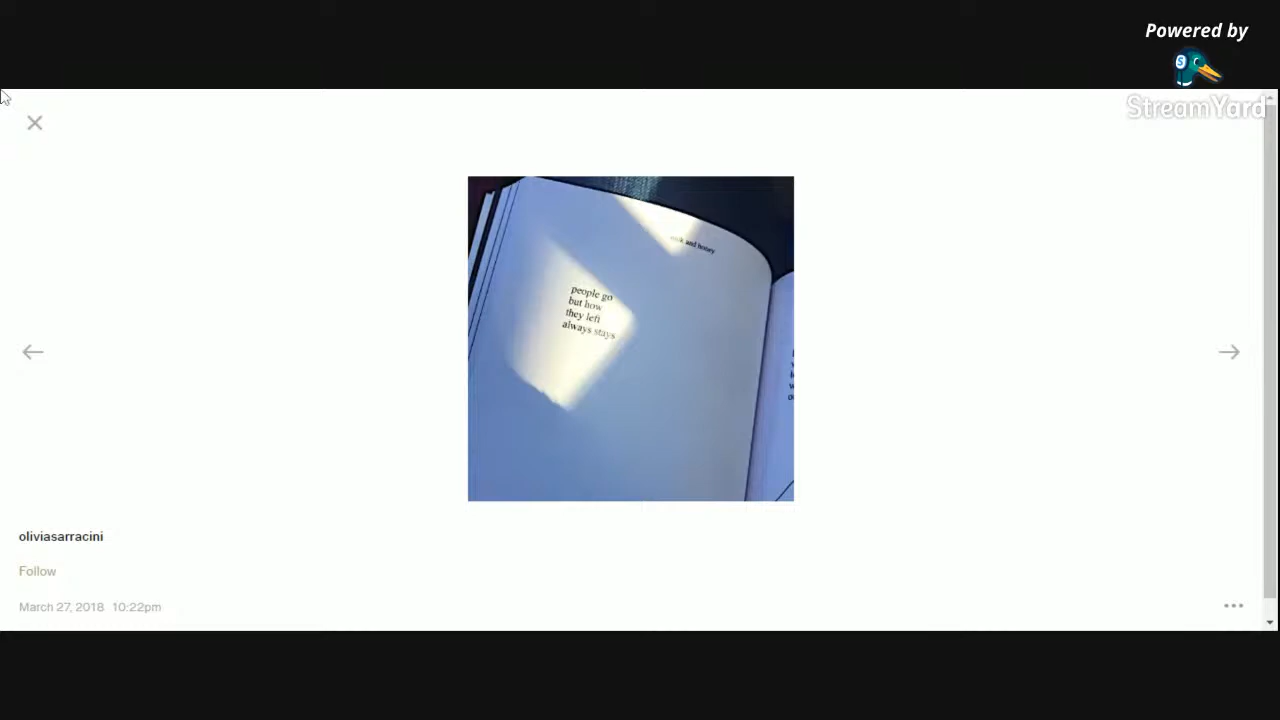 Powered by
StreamYard
milk and honey
people go
but how
they left
always stays
oliviasarracini
Follow
March 27, 2018 10:22pm